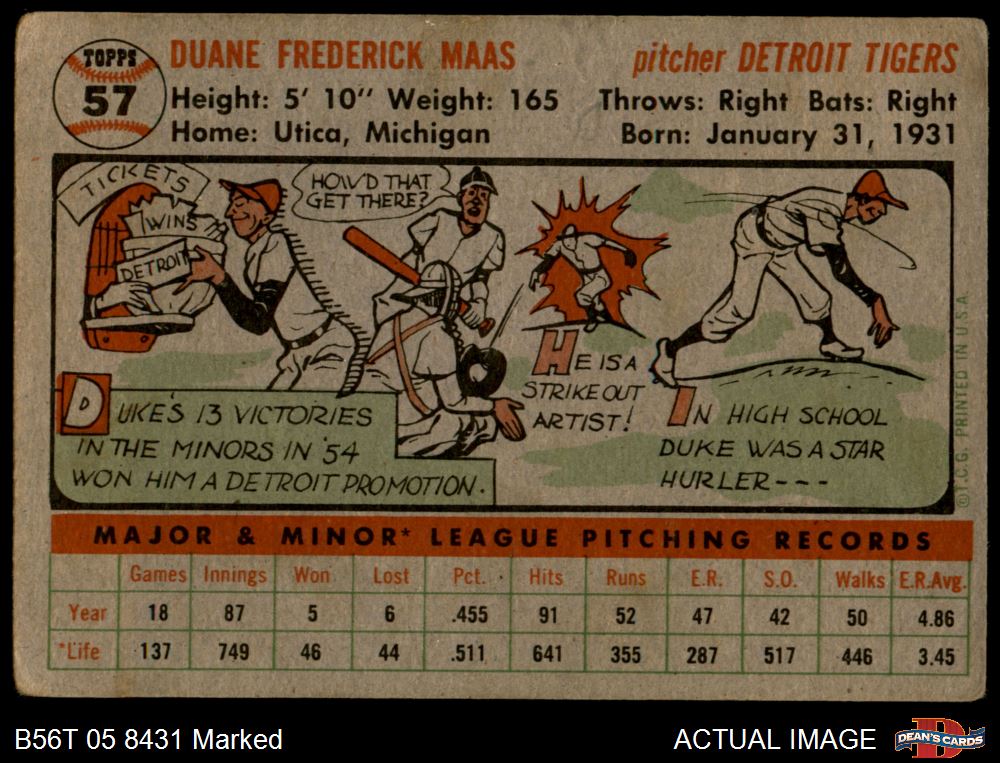 TOPPS
57
DUANE FREDERICK MAAS
pitcher DETROIT TIGERS
Height: 5' 10" Weight: 165
Throws: Right Bats: Right
Home: Utica, Michigan
Born: January 31, 1931
TICKETS
WINS
DETROIT
HOW'D THAT
GET THERE?
DUKE'S 13 VICTORIES
IN THE MINORS IN '54
WON HIM A DETROIT PROMOTION.
HE IS A
STRIKE OUT
ARTIST!
IN HIGH SCHOOL
DUKE WAS A STAR
HURLER---
©T.C.G. PRINTED IN U.S.A.
MAJOR & MINOR* LEAGUE PITCHING RECORDS
Games Innings Won Lost Pct. Hits Runs E.R. S.O. Walks E.R.Avg.
Year 18 87 5 6 .455 91 52 47 42 50 4.86
*Life 137 749 46 44 .511 641 355 287 517 446 3.45
B56T 05 8431 Marked
ACTUAL IMAGE
D
DEAN'S CARDS